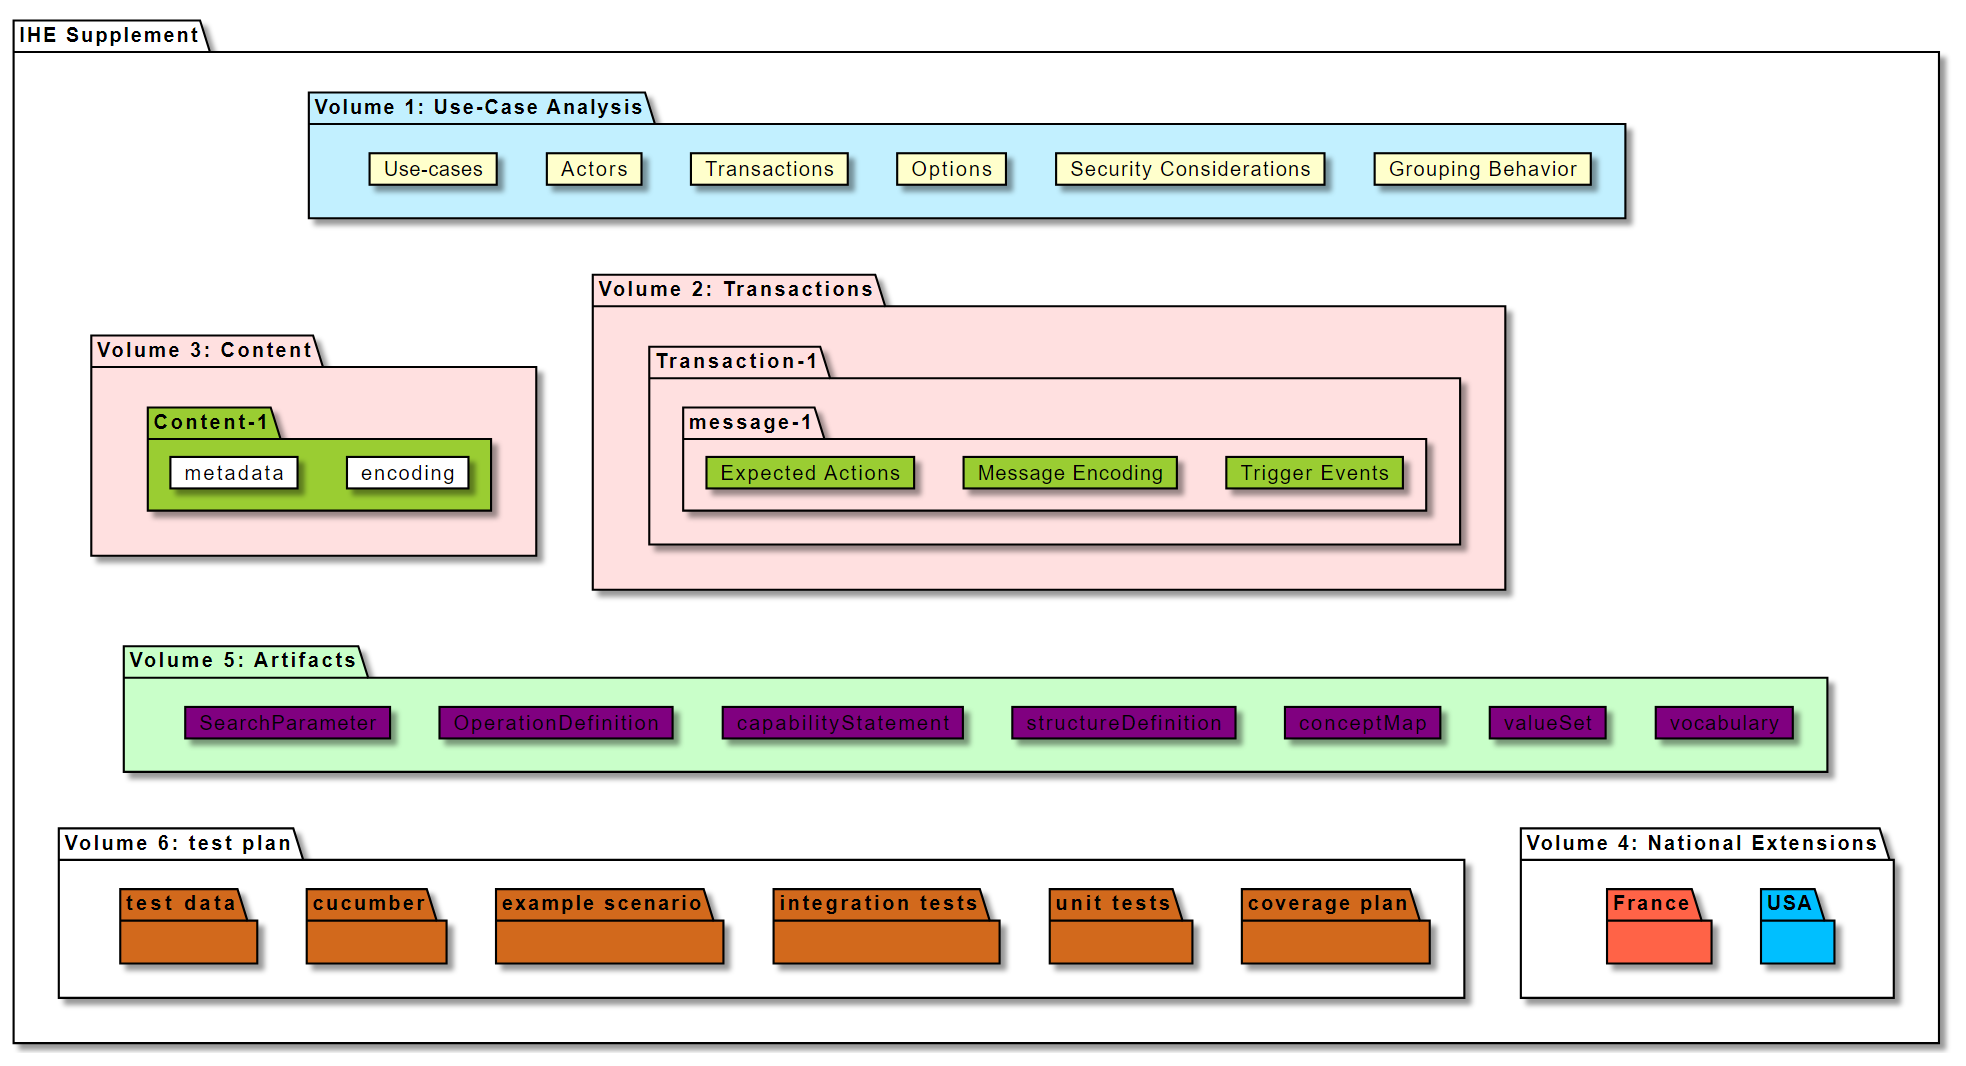 IHE Supplement
Volume 1: Use-Case Analysis
Use-cases
Actors
Transactions
Options
Security Considerations
Grouping Behavior
Volume 2: Transactions
Transaction-1
message-1
Expected Actions
Message Encoding
Trigger Events
Volume 3: Content
Content-1
metadata
encoding
Volume 5: Artifacts
SearchParameter
OperationDefinition
capabilityStatement
structureDefinition
conceptMap
valueSet
vocabulary
Volume 6: test plan
test data
cucumber
example scenario
integration tests
unit tests
coverage plan
Volume 4: National Extensions
France
USA